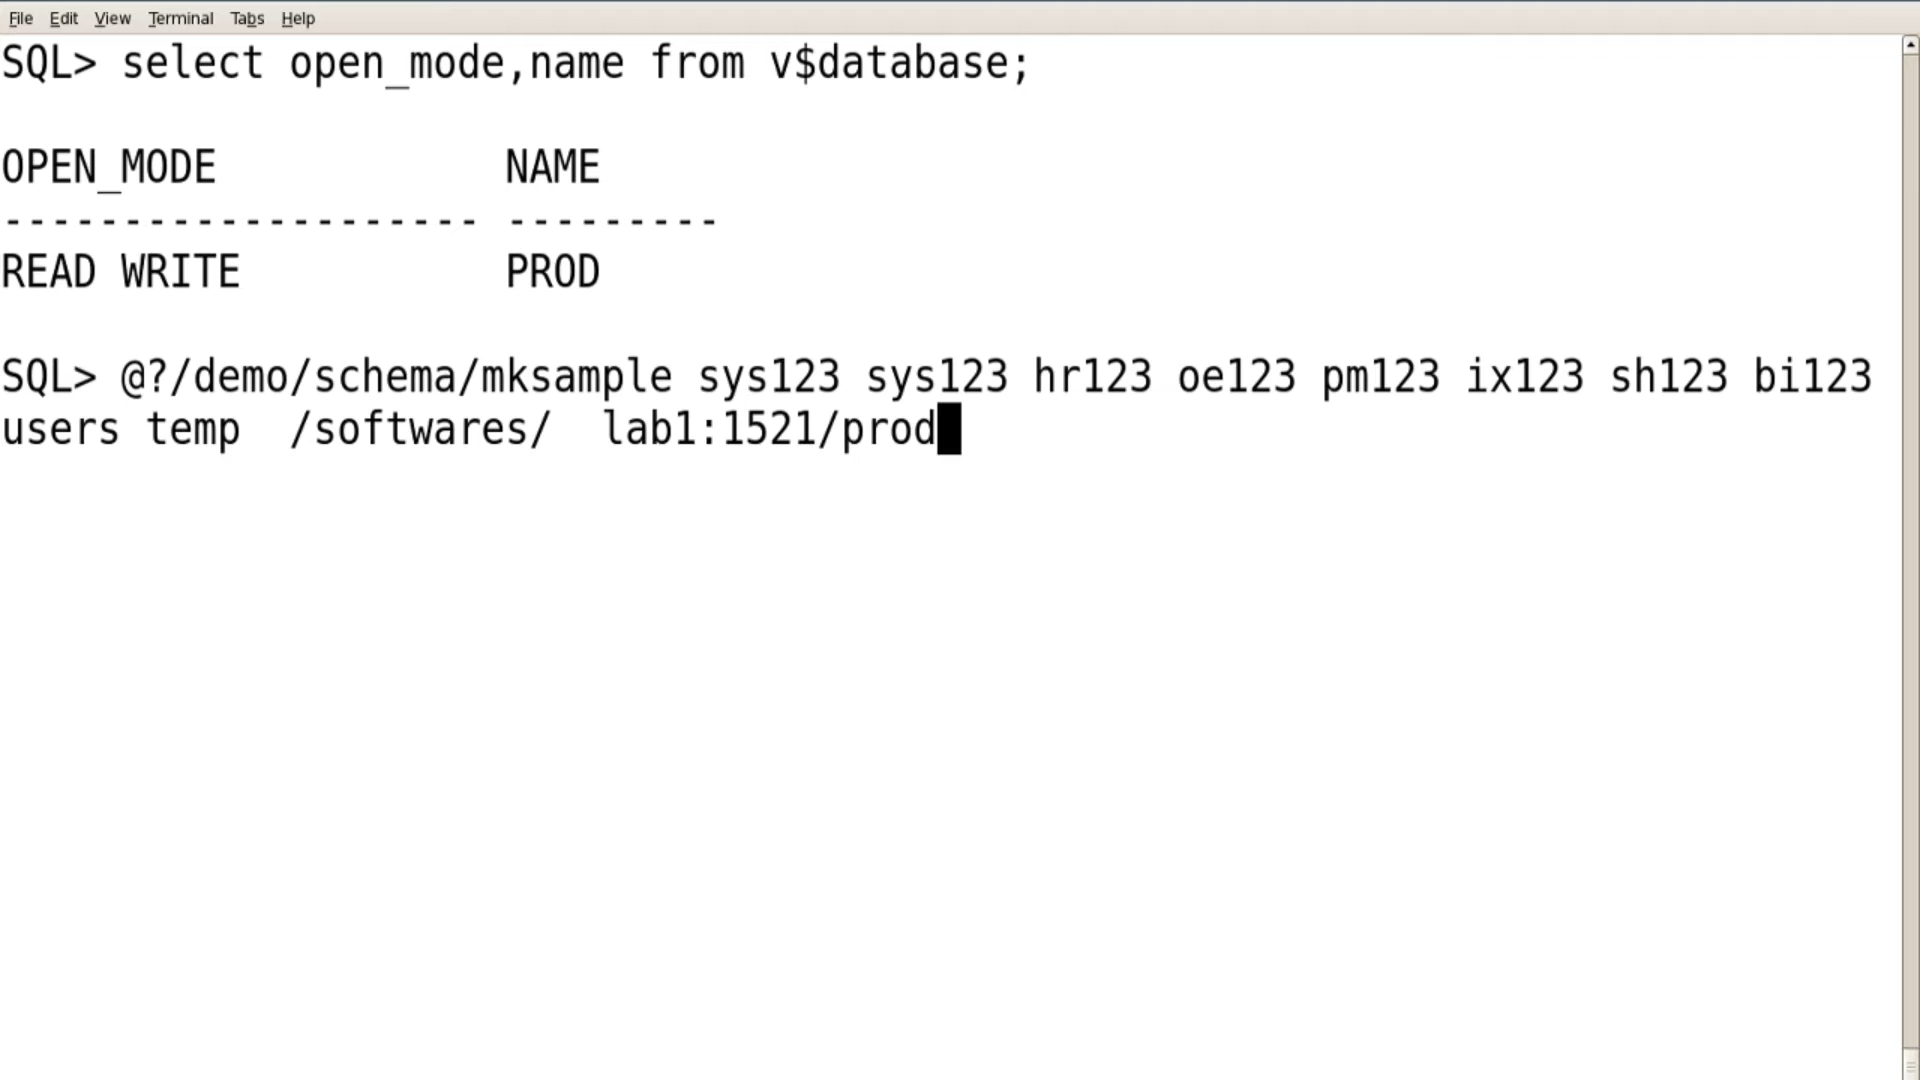 File Edit View Terminal Tabs Help
SQL> select open_mode,name from v$database;
OPEN_MODE            NAME
-------------------- ---------
READ WRITE           PROD
SQL> @?/demo/schema/mksample sys123 sys123 hr123 oe123 pm123 ix123 sh123 bi123
users temp  /softwares/  lab1:1521/prod